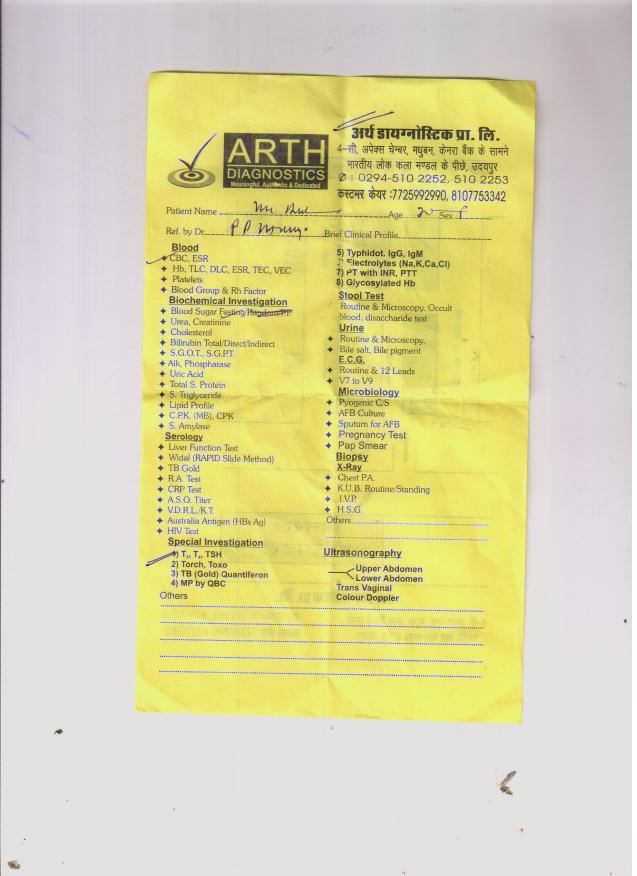 अर्थ डायग्नोस्टिक प्रा. लि.
4-सी, अपेक्स चेम्बर, मधुबन, केनरा बैंक के सामने
भारतीय लोक कला मण्डल के पीछे, उदयपुर
✆ : 0294-510 2252, 510 2253
कस्टमर केयर :7725992990, 8107753342
ARTH
DIAGNOSTICS
Meaningful, Authentic & Dedicated
Patient Name Age 20 Sex F
Ref. by Dr. Brief Clinical Profile
Blood
CBC, ESR
Hb, TLC, DLC, ESR, TEC, VEC
Platelets
Blood Group & Rh Factor
Biochemical Investigation
Blood Sugar Fasting/Random/P.P.
Urea, Creatinine
Cholesterol
Bilirubin Total/Direct/Indirect
S.G.O.T., S.G.P.T.
Alk, Phosphatase
Uric Acid
Total S. Protein
S. Triglyceride
Lipid Profile
C.P.K. (MB), CPK
S. Amylase
Serology
Liver Function Test
Widal (RAPID Slide Method)
TB Gold
R.A. Test
CRP Test
A.S.O. Titer
V.D.R.L./K.T.
Australia Antigen (HBs Ag)
HIV Test
Special Investigation
1) T₃, T₄, TSH
2) Torch, Toxo
3) TB (Gold) Quantiferon
4) MP by QBC
Others
5) Typhidot. IgG, IgM
6) Electrolytes (Na,K,Ca,Cl)
7) PT with INR, PTT
8) Glycosylated Hb
Stool Test
Routine & Microscopy. Occult
blood, disaccharide test
Urine
Routine & Microscopy,
Bile salt, Bile pigment
E.C.G.
Routine & 12 Leads
V7 to V9
Microbiology
Pyogenic C/S
AFB Culture
Sputum for AFB
Pregnancy Test
Pap Smear
Biopsy
X-Ray
Chest P.A.
K.U.B. Routine/Standing
I.V.P.
H.S.G.
Others
Ultrasonography
Upper Abdomen
Lower Abdomen
Trans Vaginal
Colour Doppler